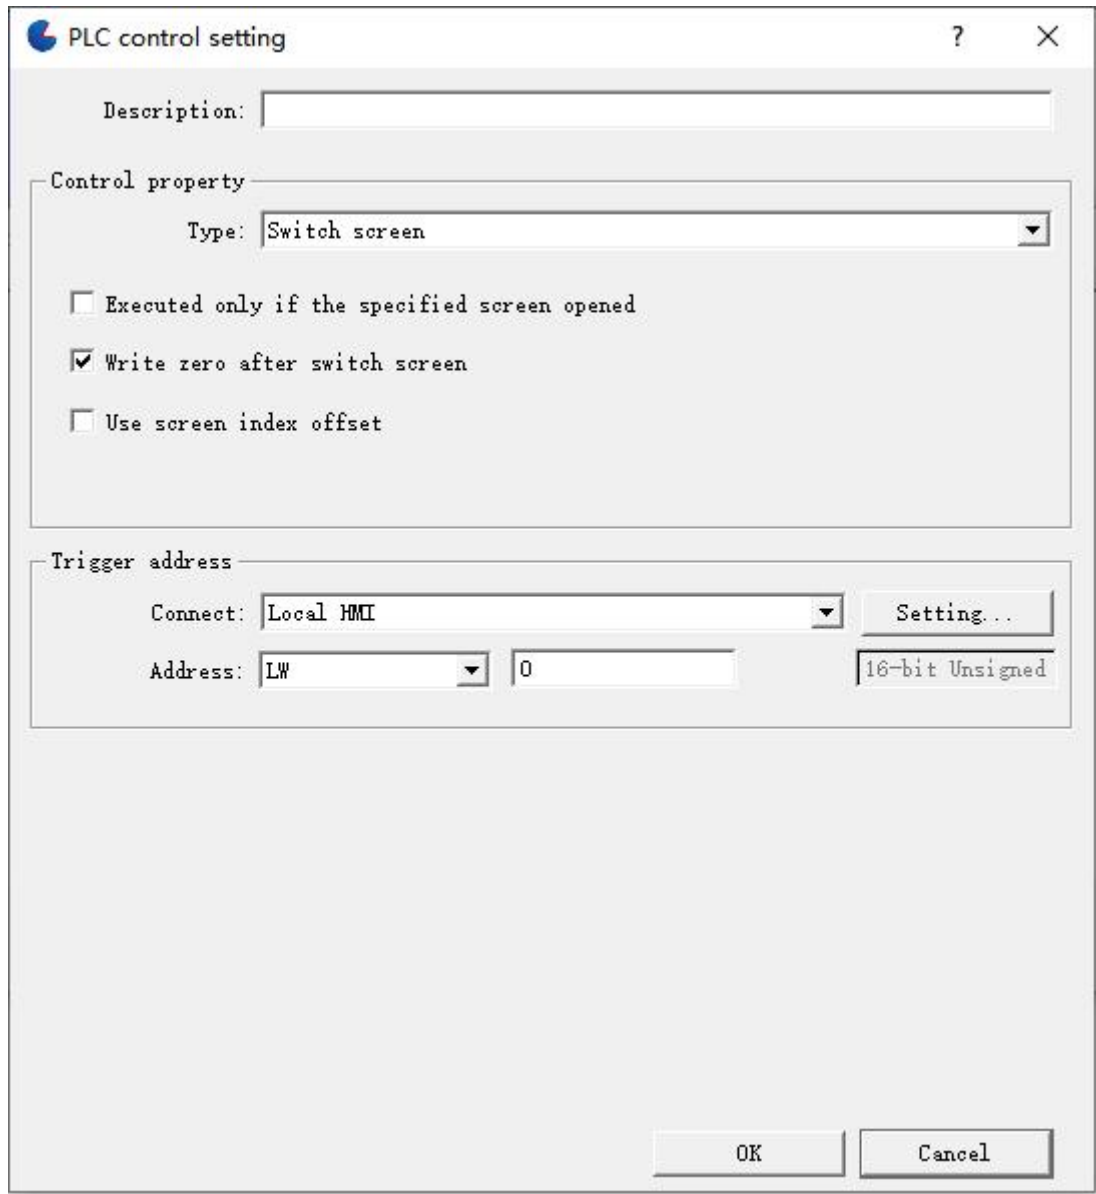 PLC control setting ?
Description:
Control property
Type: Switch screen
Executed only if the specified screen opened
Write zero after switch screen
Use screen index offset
Trigger address
Connect: Local HMI Setting...
Address: LW 0 16-bit Unsigned
OK Cancel